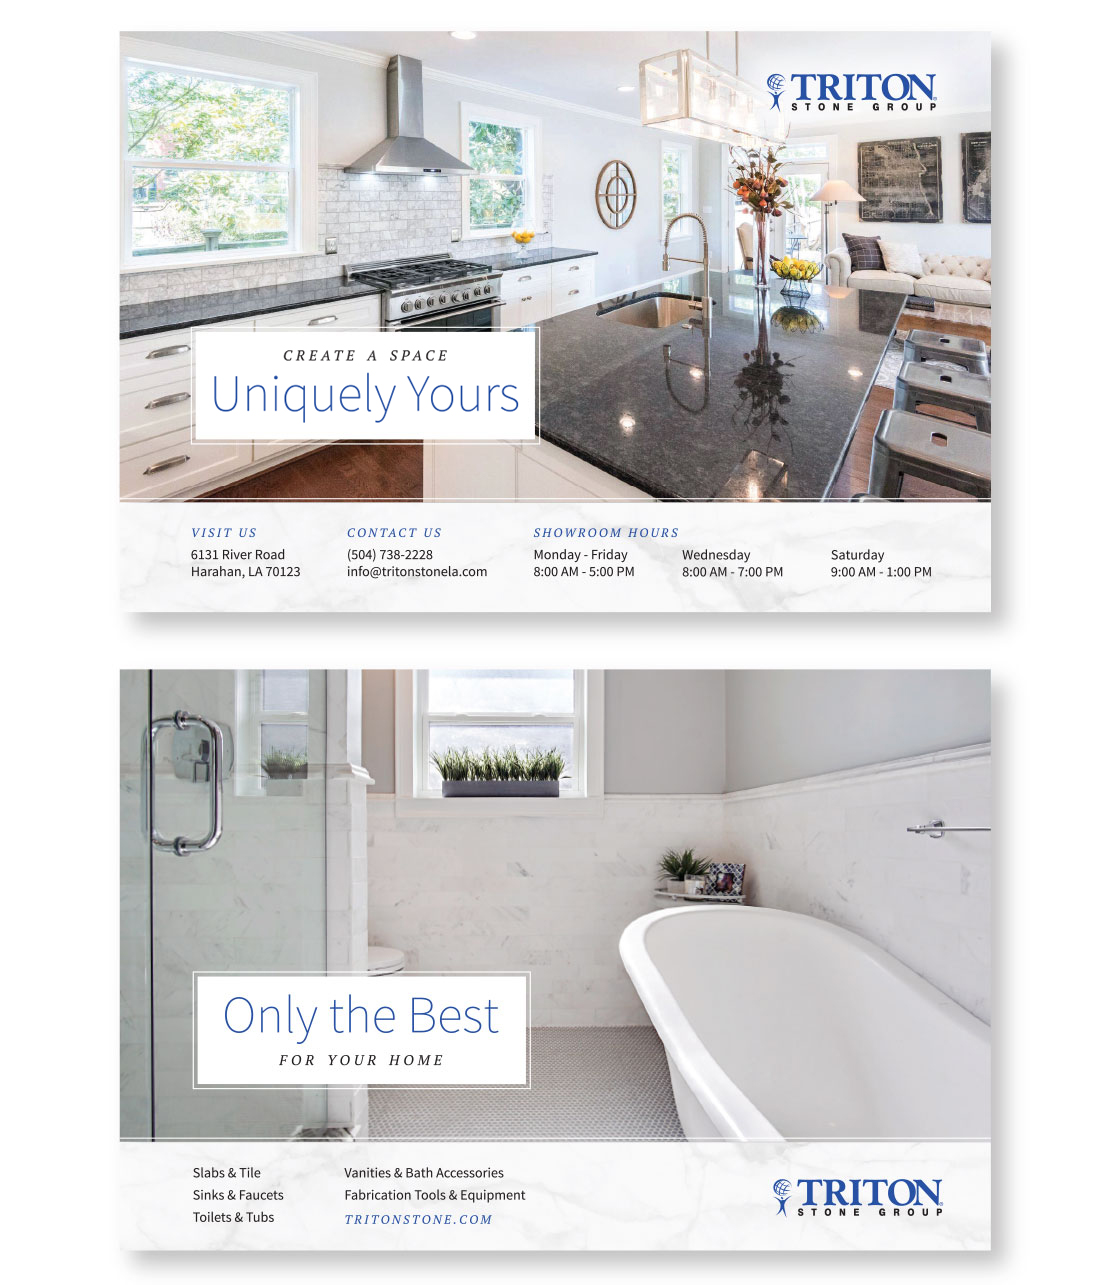 TRITON
STONE GROUP
CREATE A SPACE
Uniquely Yours
VISIT US
6131 River Road
Harahan, LA 70123
CONTACT US
(504) 738-2228
info@tritonstonela.com
SHOWROOM HOURS
Monday - Friday
8:00 AM - 5:00 PM
Wednesday
8:00 AM - 7:00 PM
Saturday
9:00 AM - 1:00 PM
Only the Best
FOR YOUR HOME
Slabs & Tile
Sinks & Faucets
Toilets & Tubs
Vanities & Bath Accessories
Fabrication Tools & Equipment
TRITONSTONE.COM
TRITON
STONE GROUP